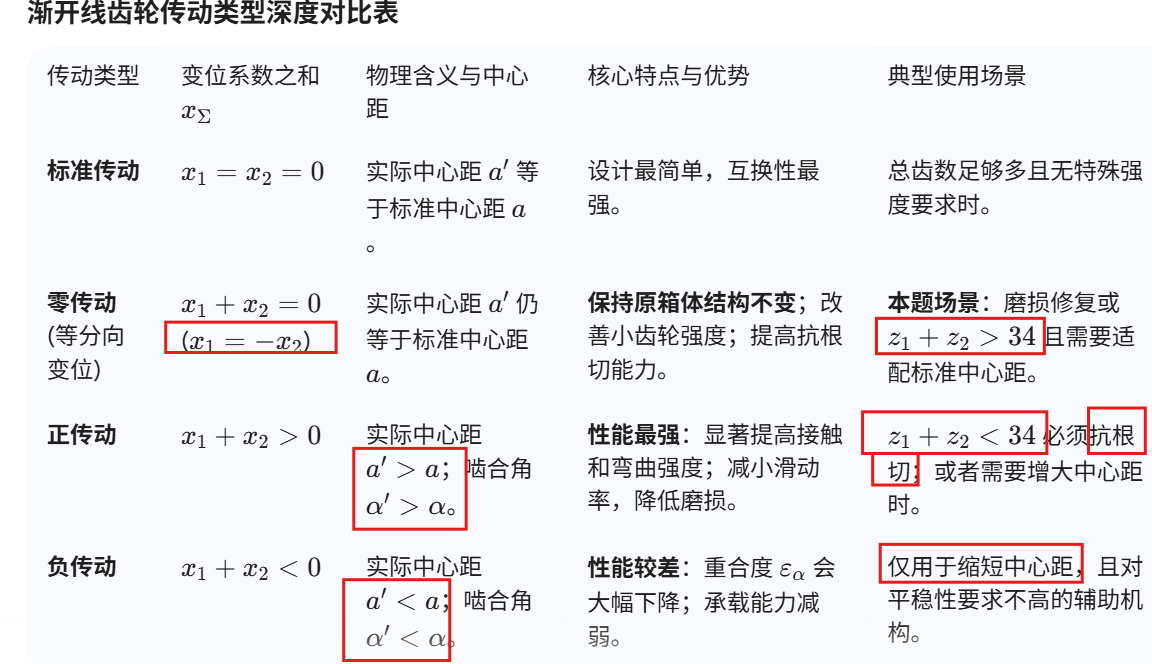 渐开线齿轮传动类型深度对比表
传动类型 变位系数之和 物理含义与中心 核心特点与优势 典型使用场景
xΣ 距
标准传动 x₁ = x₂ = 0 实际中心距 a′ 等 设计最简单，互换性最 总齿数足够多且无特殊强
于标准中心距 a 强。 度要求时。
。
零传动 x₁ + x₂ = 0 实际中心距 a′ 仍 保持原箱体结构不变；改 本题场景：磨损修复或
(等分向 (x₁ = −x₂) 等于标准中心距 善小齿轮强度；提高抗根 z₁ + z₂ > 34 且需要适
变位) a。 切能力。 配标准中心距。
正传动 x₁ + x₂ > 0 实际中心距 性能最强：显著提高接触 z₁ + z₂ < 34 必须抗根
a′ > a；啮合角 和弯曲强度；减小滑动 切；或者需要增大中心距
α′ > α。 率，降低磨损。 时。
负传动 x₁ + x₂ < 0 实际中心距 性能较差：重合度 εα 会 仅用于缩短中心距，且对
a′ < a；啮合角 大幅下降；承载能力减 平稳性要求不高的辅助机
α′ < α。 弱。 构。